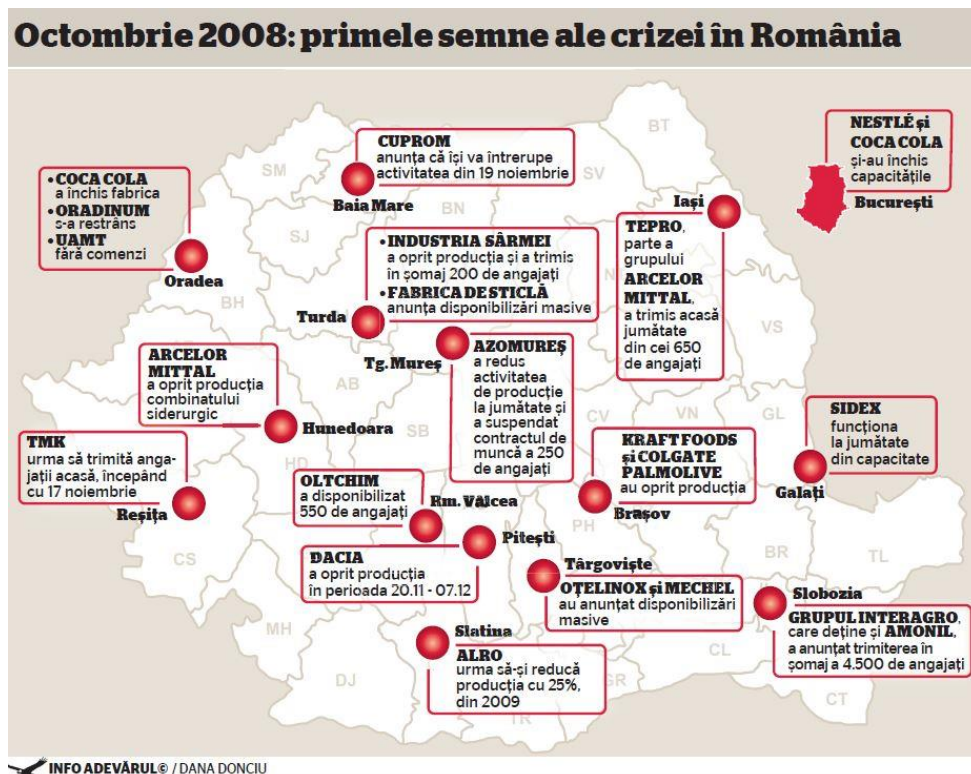 Octombrie 2008: primele semne ale crizei în România
BT
SM
SV
CUPROM
anunța că își va întrerupe
activitatea din 19 noiembrie
Baia Mare
BN
NESTLÉ și
COCA COLA
și-au închis
capacitățile
București
• COCA COLA
a închis fabrica
• ORADINUM
s-a restrâns
• UAMT
fără comenzi
Oradea
SJ
BH
Iași
TEPRO,
parte a
grupului
ARCELOR
MITTAL,
a trimis acasă
jumătate
din cei 650
de angajați
N
VS
• INDUSTRIA SÂRMEI
a oprit producția și a trimis
în șomaj 200 de angajați
• FABRICA DE STICLĂ
anunța disponibilizări masive
Turda
Tg. Mureș
AZOMUREȘ
a redus
activitatea
de producție
la jumătate și
a suspendat
contractul de
muncă a 250
de angajați
ARCELOR
MITTAL
a oprit producția
combinatului
siderurgic
Hunedoara
AB
SB
HD
CV
VN
GL
SIDEX
funcționa
la jumătate
din capacitate
Galați
TMK
urma să trimită anga-
jații acasă, începând
cu 17 noiembrie
Reșița
CS
OLTCHIM
a disponibilizat
550 de angajați
Rm. Vâlcea
KRAFT FOODS
și COLGATE
PALMOLIVE
au oprit producția
Brașov
PH
BR
TL
Pitești
DACIA
a oprit producția
în perioada 20.11 - 07.12
Târgoviște
OȚELINOX și MECHEL
au anunțat disponibilizări
masive
Slobozia
GRUPUL INTERAGRO,
care deține și AMONIL,
a anunțat trimiterea în
șomaj a 4.500 de angajați
MH
DJ
Slatina
ALRO
urma să-și reducă
producția cu 25%,
din 2009
TR
GR
CL
CT
INFO ADEVĂRUL© / DANA DONCIU